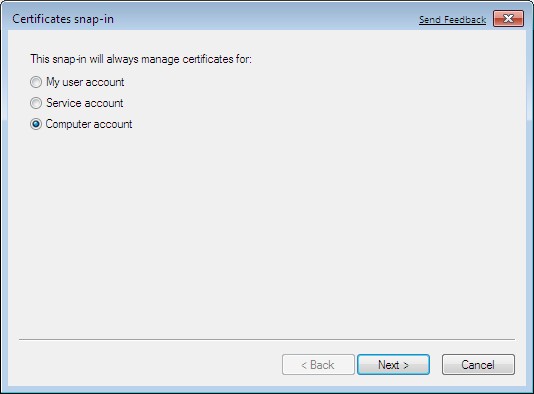 Certificates snap-in
Send Feedback
This snap-in will always manage certificates for:
My user account
Service account
Computer account
< Back
Next >
Cancel